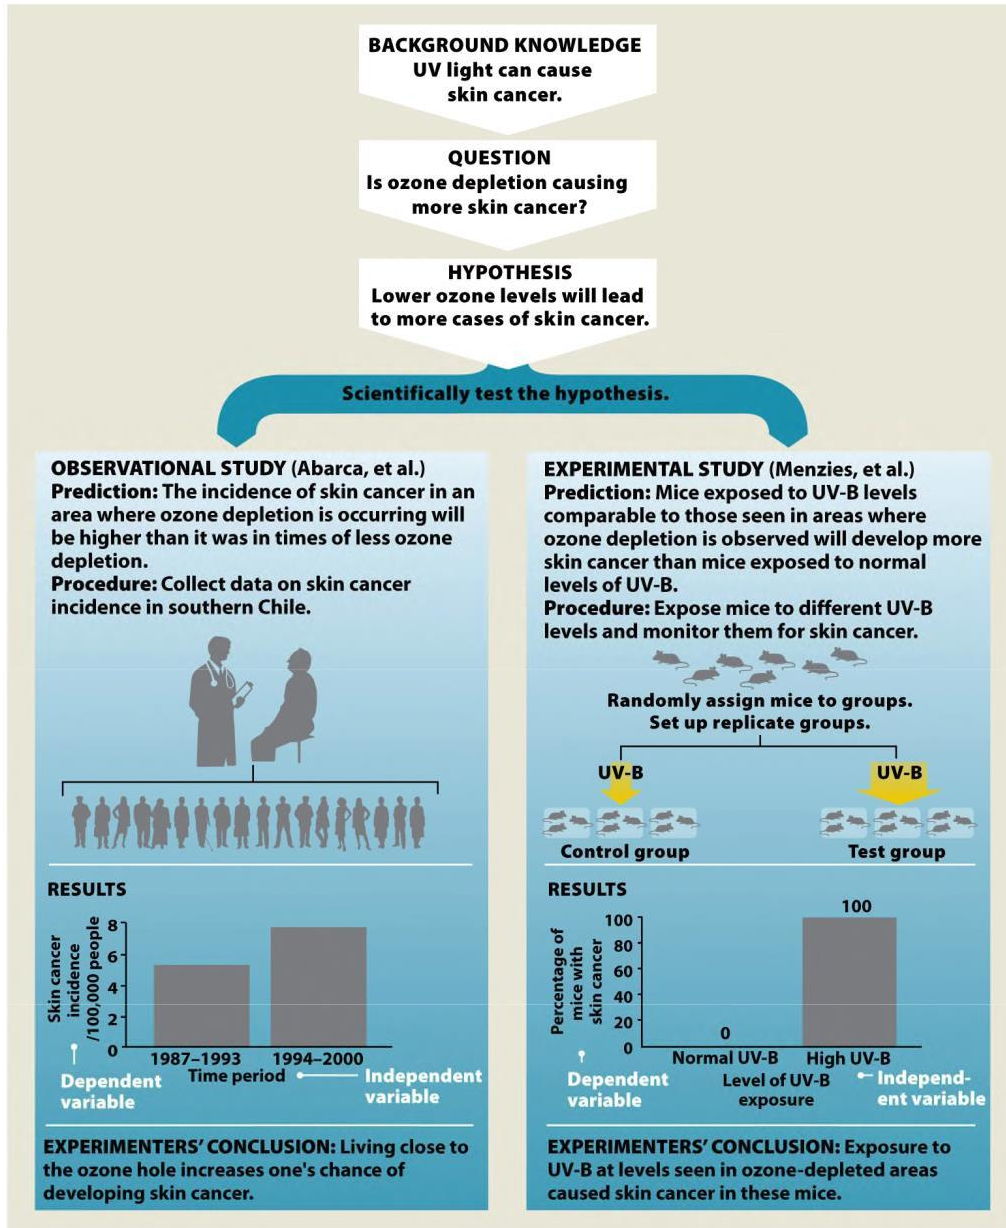 BACKGROUND KNOWLEDGE
UV light can cause
skin cancer.
QUESTION
Is ozone depletion causing
more skin cancer?
HYPOTHESIS
Lower ozone levels will lead
to more cases of skin cancer.
Scientifically test the hypothesis.
OBSERVATIONAL STUDY (Abarca, et al.)
Prediction: The incidence of skin cancer in an
area where ozone depletion is occurring will
be higher than it was in times of less ozone
depletion.
Procedure: Collect data on skin cancer
incidence in southern Chile.
RESULTS
Skin cancer
incidence
/100,000 people
8
6
4
2
0
1987–1993 1994–2000
Time period
Dependent
variable
Independent
variable
EXPERIMENTERS' CONCLUSION: Living close to
the ozone hole increases one's chance of
developing skin cancer.
EXPERIMENTAL STUDY (Menzies, et al.)
Prediction: Mice exposed to UV-B levels
comparable to those seen in areas where
ozone depletion is observed will develop more
skin cancer than mice exposed to normal
levels of UV-B.
Procedure: Expose mice to different UV-B
levels and monitor them for skin cancer.
Randomly assign mice to groups.
Set up replicate groups.
UV-B UV-B
Control group Test group
RESULTS
Percentage of
mice with
skin cancer
100
80
60
40
20
0
0
100
Normal UV-B High UV-B
Level of UV-B
exposure
Dependent
variable
Independ-
ent variable
EXPERIMENTERS' CONCLUSION: Exposure to
UV-B at levels seen in ozone-depleted areas
caused skin cancer in these mice.